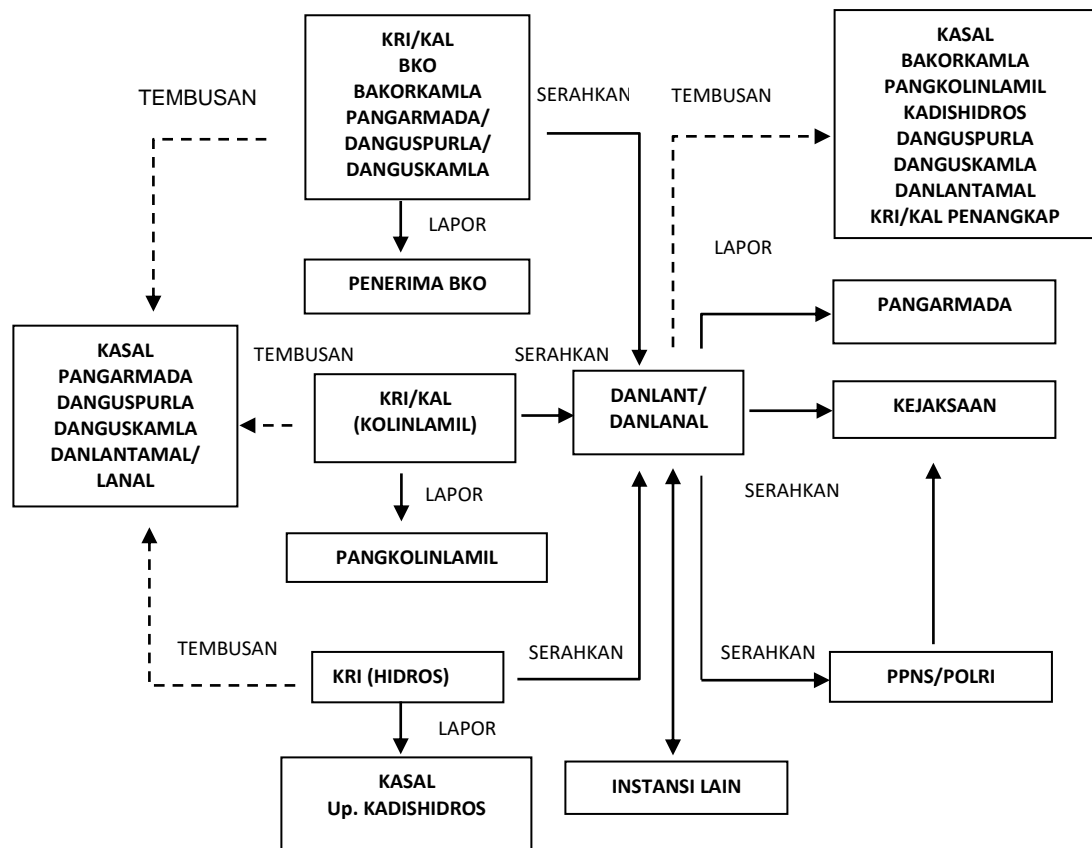 KRI/KAL
BKO
BAKORKAMLA
PANGARMADA/
DANGUSPURLA/
DANGUSKAMLA
TEMBUSAN
SERAHKAN
TEMBUSAN
KASAL
BAKORKAMLA
PANGKOLINLAMIL
KADISHIDROS
DANGUSPURLA
DANGUSKAMLA
DANLANTAMAL
KRI/KAL PENANGKAP
LAPOR
LAPOR
PENERIMA BKO
PANGARMADA
KASAL
PANGARMADA
DANGUSPURLA
DANGUSKAMLA
DANLANTAMAL/
LANAL
TEMBUSAN
SERAHKAN
KRI/KAL
(KOLINLAMIL)
DANLANT/
DANLANAL
KEJAKSAAN
LAPOR
SERAHKAN
PANGKOLINLAMIL
TEMBUSAN
SERAHKAN
SERAHKAN
KRI (HIDROS)
PPNS/POLRI
LAPOR
KASAL
Up. KADISHIDROS
INSTANSI LAIN